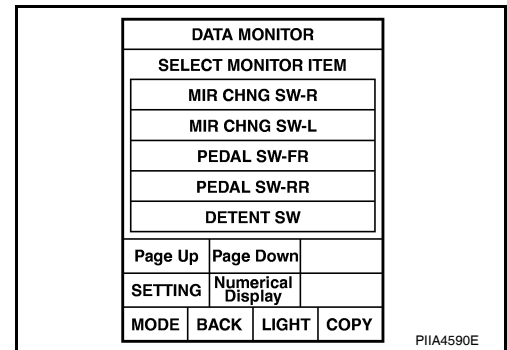 DATA MONITOR
SELECT MONITOR ITEM
MIR CHNG SW-R
MIR CHNG SW-L
PEDAL SW-FR
PEDAL SW-RR
DETENT SW
Page Up Page Down
SETTING Numerical
Display
MODE BACK LIGHT COPY
PIIA4590E